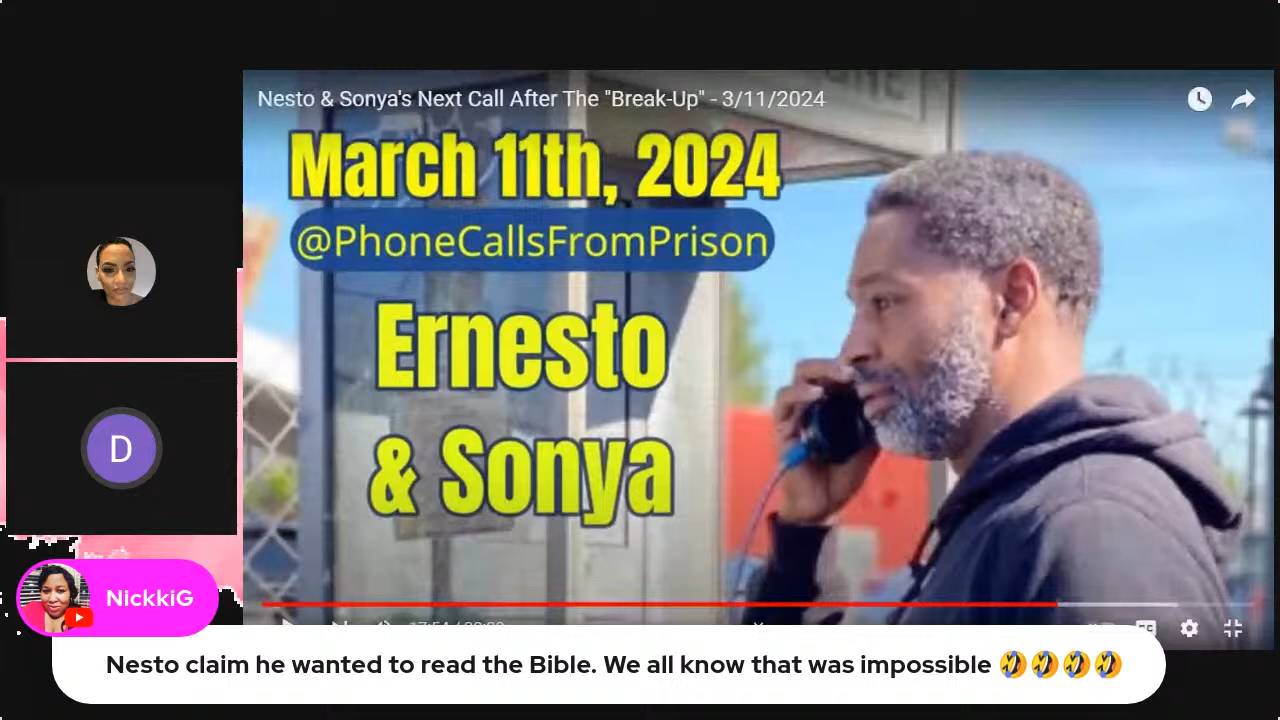 Nesto & Sonya's Next Call After The "Break-Up" - 3/11/2024
March 11th, 2024
@PhoneCallsFromPrison
Ernesto
& Sonya
D
NickkiG
Nesto claim he wanted to read the Bible. We all know that was impossible 🤣🤣🤣🤣